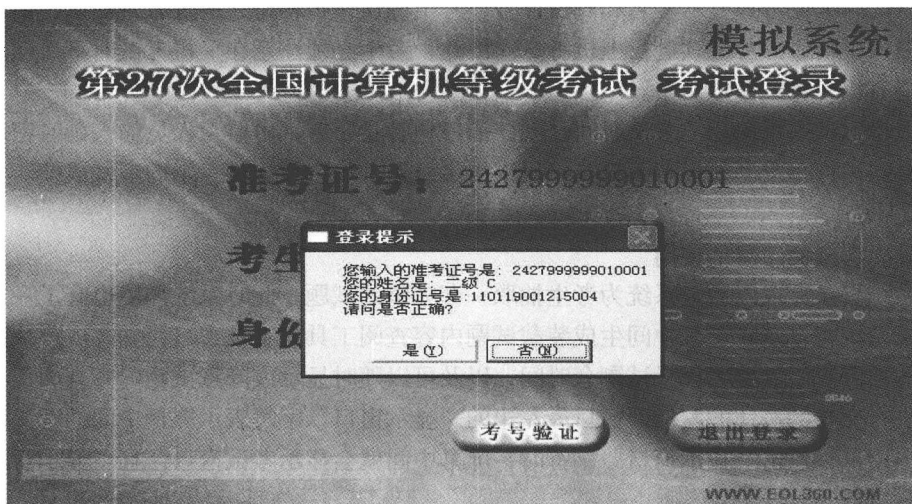 模拟系统
第27次全国计算机等级考试 考试登录
准考证号： 2427999999010001
登录提示
考生
您输入的准考证号是: 2427999999010001
您的姓名是: 二级 C
您的身份证号是:110119001215004
请问是否正确?
身份
是(Y) 否(N)
考号验证 退出登录
WWW.EOL360.COM